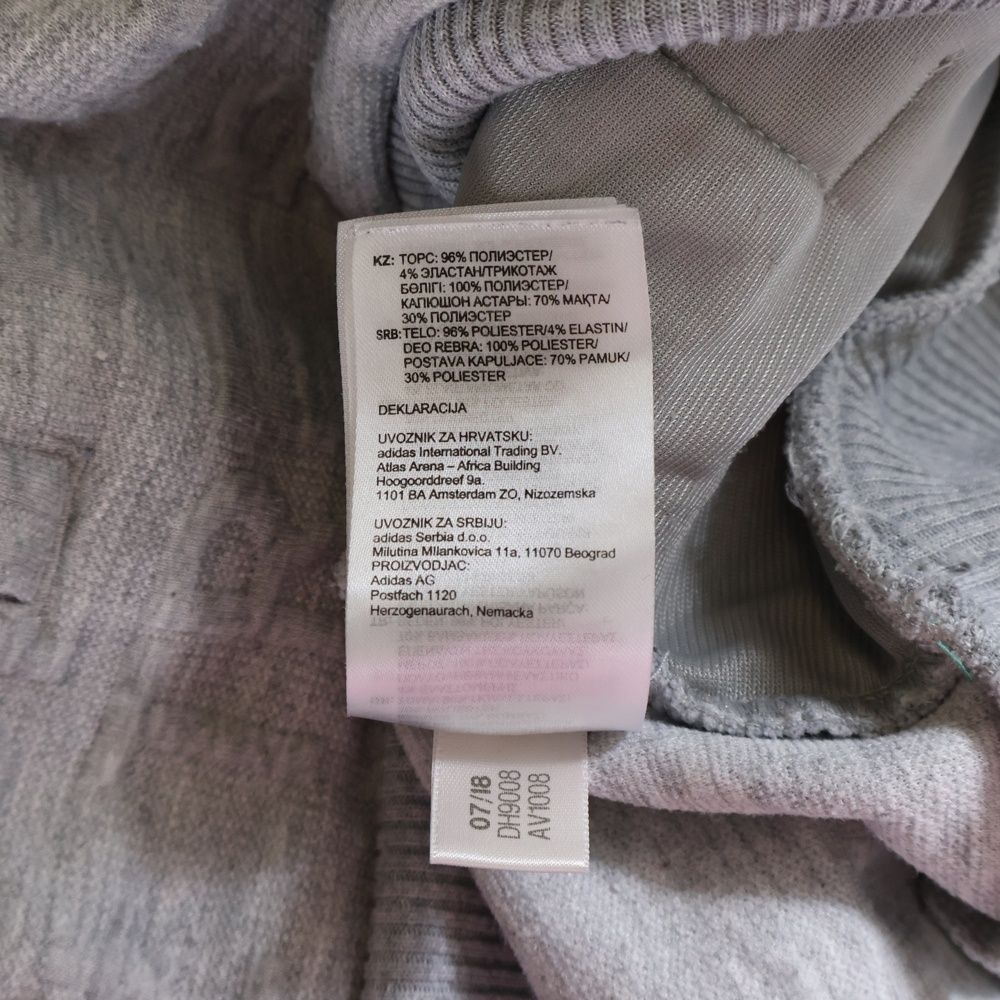 KZ: ТОРС: 96% ПОЛИЭСТЕР/
4% ЭЛАСТАН/ТРИКОТАЖ
БӨЛІГІ: 100% ПОЛИЭСТЕР/
КАПЮШОН АСТАРЫ: 70% МАҚТА/
30% ПОЛИЭСТЕР
SRB: TELO: 96% POLIESTER/4% ELASTIN/
DEO REBRA: 100% POLIESTER/
POSTAVA KAPULJACE: 70% PAMUK/
30% POLIESTER
DEKLARACIJA
UVOZNIK ZA HRVATSKU:
adidas International Trading BV.
Atlas Arena – Africa Building
Hoogoorddreef 9a.
1101 BA Amsterdam ZO, Nizozemska
UVOZNIK ZA SRBIJU:
adidas Serbia d.o.o.
Milutina Milankovica 11a, 11070 Beograd
PROIZVODJAC:
Adidas AG
Postfach 1120
Herzogenaurach, Nemacka
07/18
DH9008
AV1008